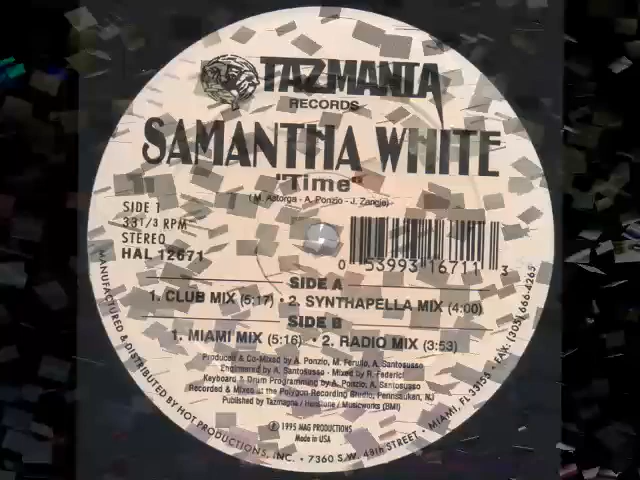 TAZMANIA
RECORDS
SAMANTHA WHITE
"Time"
(M. Astorga - A. Ponzio - J. Zangie)
SIDE 1
33 1/3 RPM
STEREO
HAL 12671
0 53993 16711 3
SIDE A
1. CLUB MIX (5:17) • 2. SYNTHAPELLA MIX (4:00)
SIDE B
1. MIAMI MIX (5:16) • 2. RADIO MIX (3:53)
Produced & Co-Mixed by A. Ponzio, M. Ferullo, A. Santosusso
Engineered by A. Santosusso - Mixed by R. Federici
Keyboard & Drum Programming by A. Ponzio, A. Santosusso
Recorded & Mixed at the Polygon Recording Studio, Pennsauken, NJ
Published by Tazmania / Musicworks (BMI)
℗ © 1995 MAG PRODUCTIONS
Made in USA
MANUFACTURED & DISTRIBUTED BY HOT PRODUCTIONS, INC. • 7360 S.W. 49th STREET • MIAMI, FL 33155 • FAX: (305) 666-4265